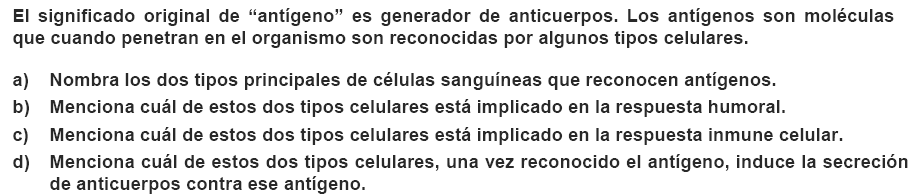 El significado original de “antígeno” es generador de anticuerpos. Los antígenos son moléculas
que cuando penetran en el organismo son reconocidas por algunos tipos celulares.
a) Nombra los dos tipos principales de células sanguíneas que reconocen antígenos.
b) Menciona cuál de estos dos tipos celulares está implicado en la respuesta humoral.
c) Menciona cuál de estos dos tipos celulares está implicado en la respuesta inmune celular.
d) Menciona cuál de estos dos tipos celulares, una vez reconocido el antígeno, induce la secreción
de anticuerpos contra ese antígeno.